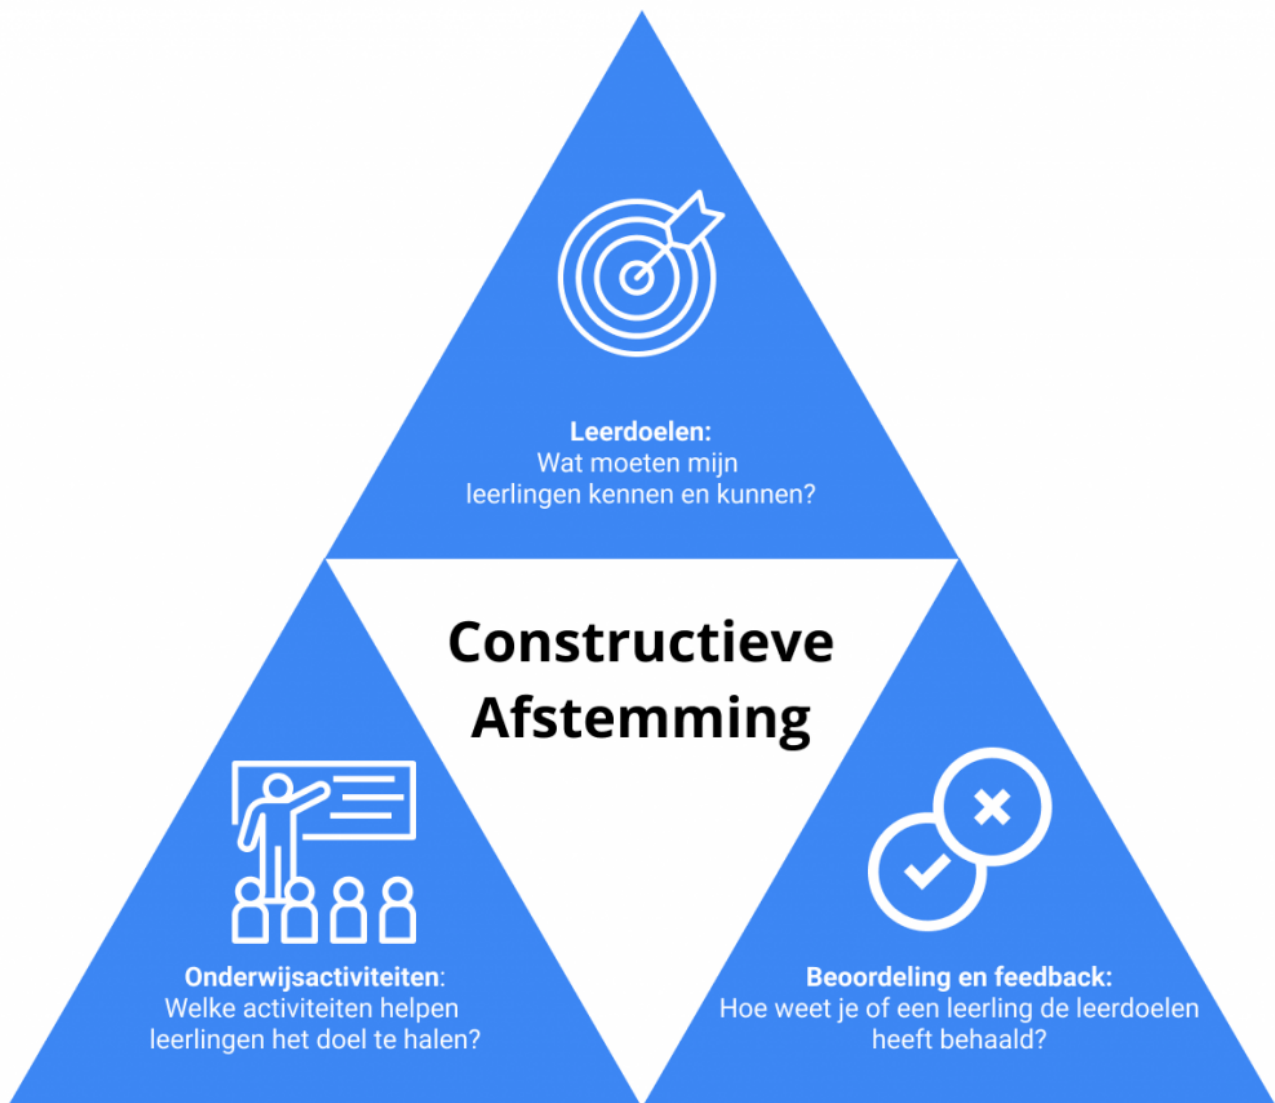 Leerdoelen:
Wat moeten mijn
leerlingen kennen en kunnen?
Constructieve
Afstemming
Onderwijsactiviteiten:
Welke activiteiten helpen
leerlingen het doel te halen?
Beoordeling en feedback:
Hoe weet je of een leerling de leerdoelen
heeft behaald?